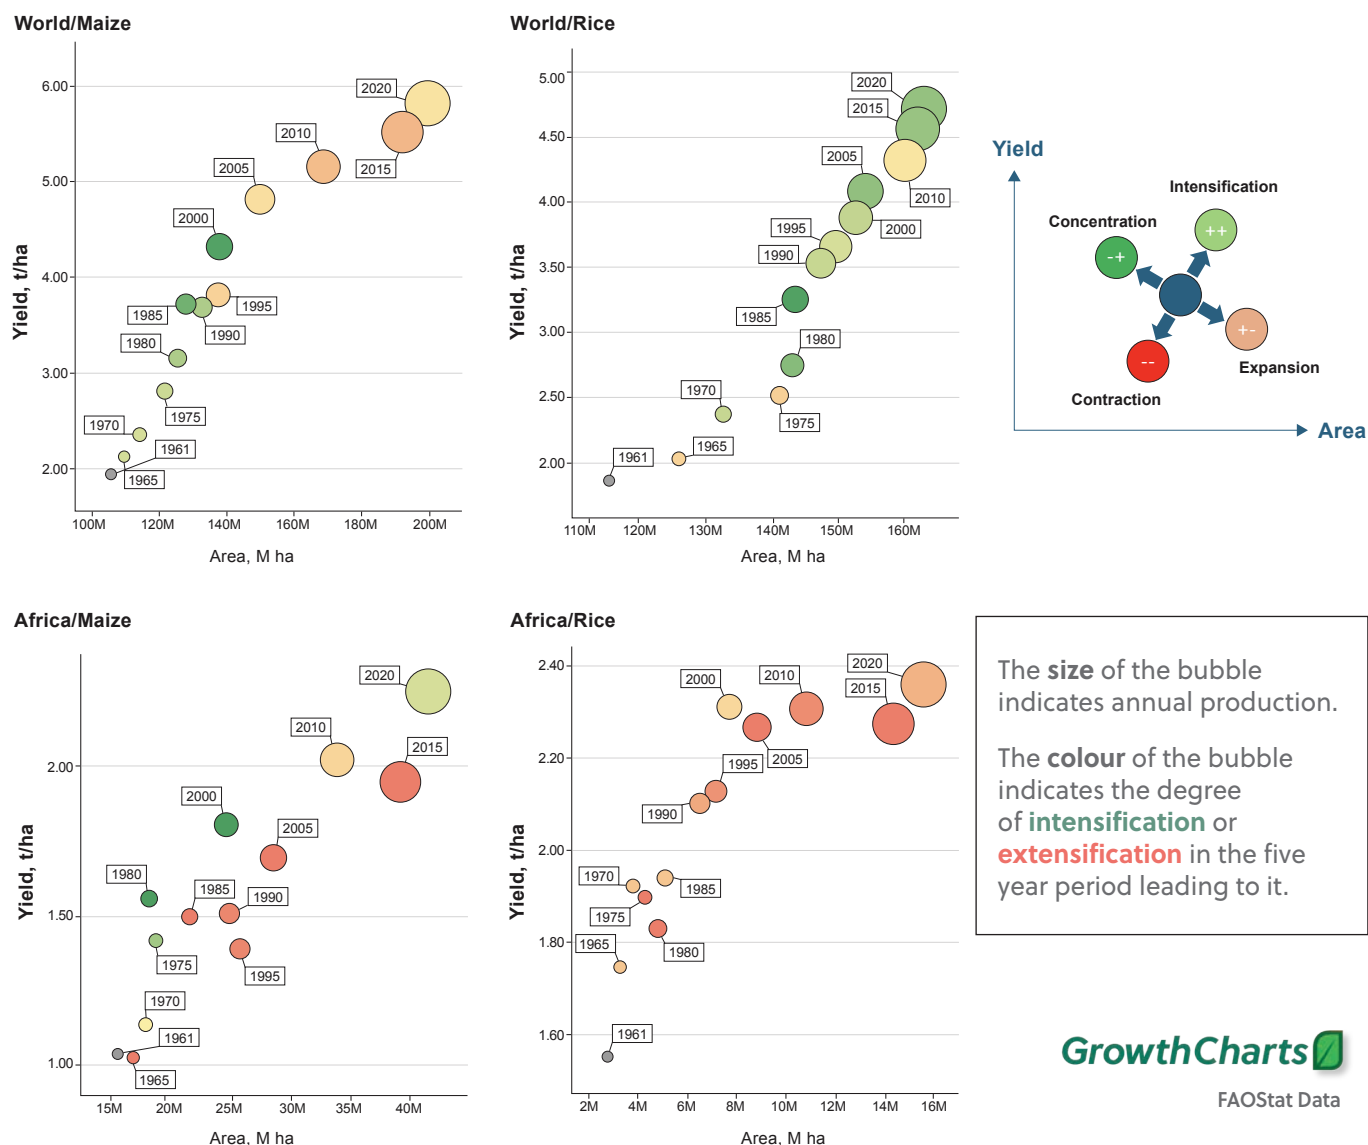 World/Maize
6.00
5.00
4.00
3.00
2.00
Yield, t/ha
2020
2010
2015
2005
2000
1985
1995
1990
1980
1975
1970
1961
1965
100M
120M
140M
160M
180M
200M
Area, M ha
World/Rice
5.00
4.50
4.00
3.50
3.00
2.50
2.00
Yield, t/ha
2020
2015
2005
2010
2000
1995
1990
1985
1980
1970
1975
1965
1961
110M
120M
130M
140M
150M
160M
Area, M ha
Yield
Intensification
Concentration
++
-+
+-
--
Expansion
Contraction
Area
Africa/Maize
2.00
1.50
1.00
Yield, t/ha
2020
2010
2015
2000
2005
1980
1985
1990
1975
1995
1970
1961
1965
15M
20M
25M
30M
35M
40M
Area, M ha
Africa/Rice
2.40
2.20
2.00
1.80
1.60
Yield, t/ha
2020
2015
2010
2000
2005
1995
1990
1970
1985
1975
1965
1980
1961
2M
4M
6M
8M
10M
12M
14M
16M
Area, M ha
The size of the bubble
indicates annual production.
The colour of the bubble
indicates the degree
of intensification or
extensification in the five
year period leading to it.
GrowthCharts
FAOStat Data